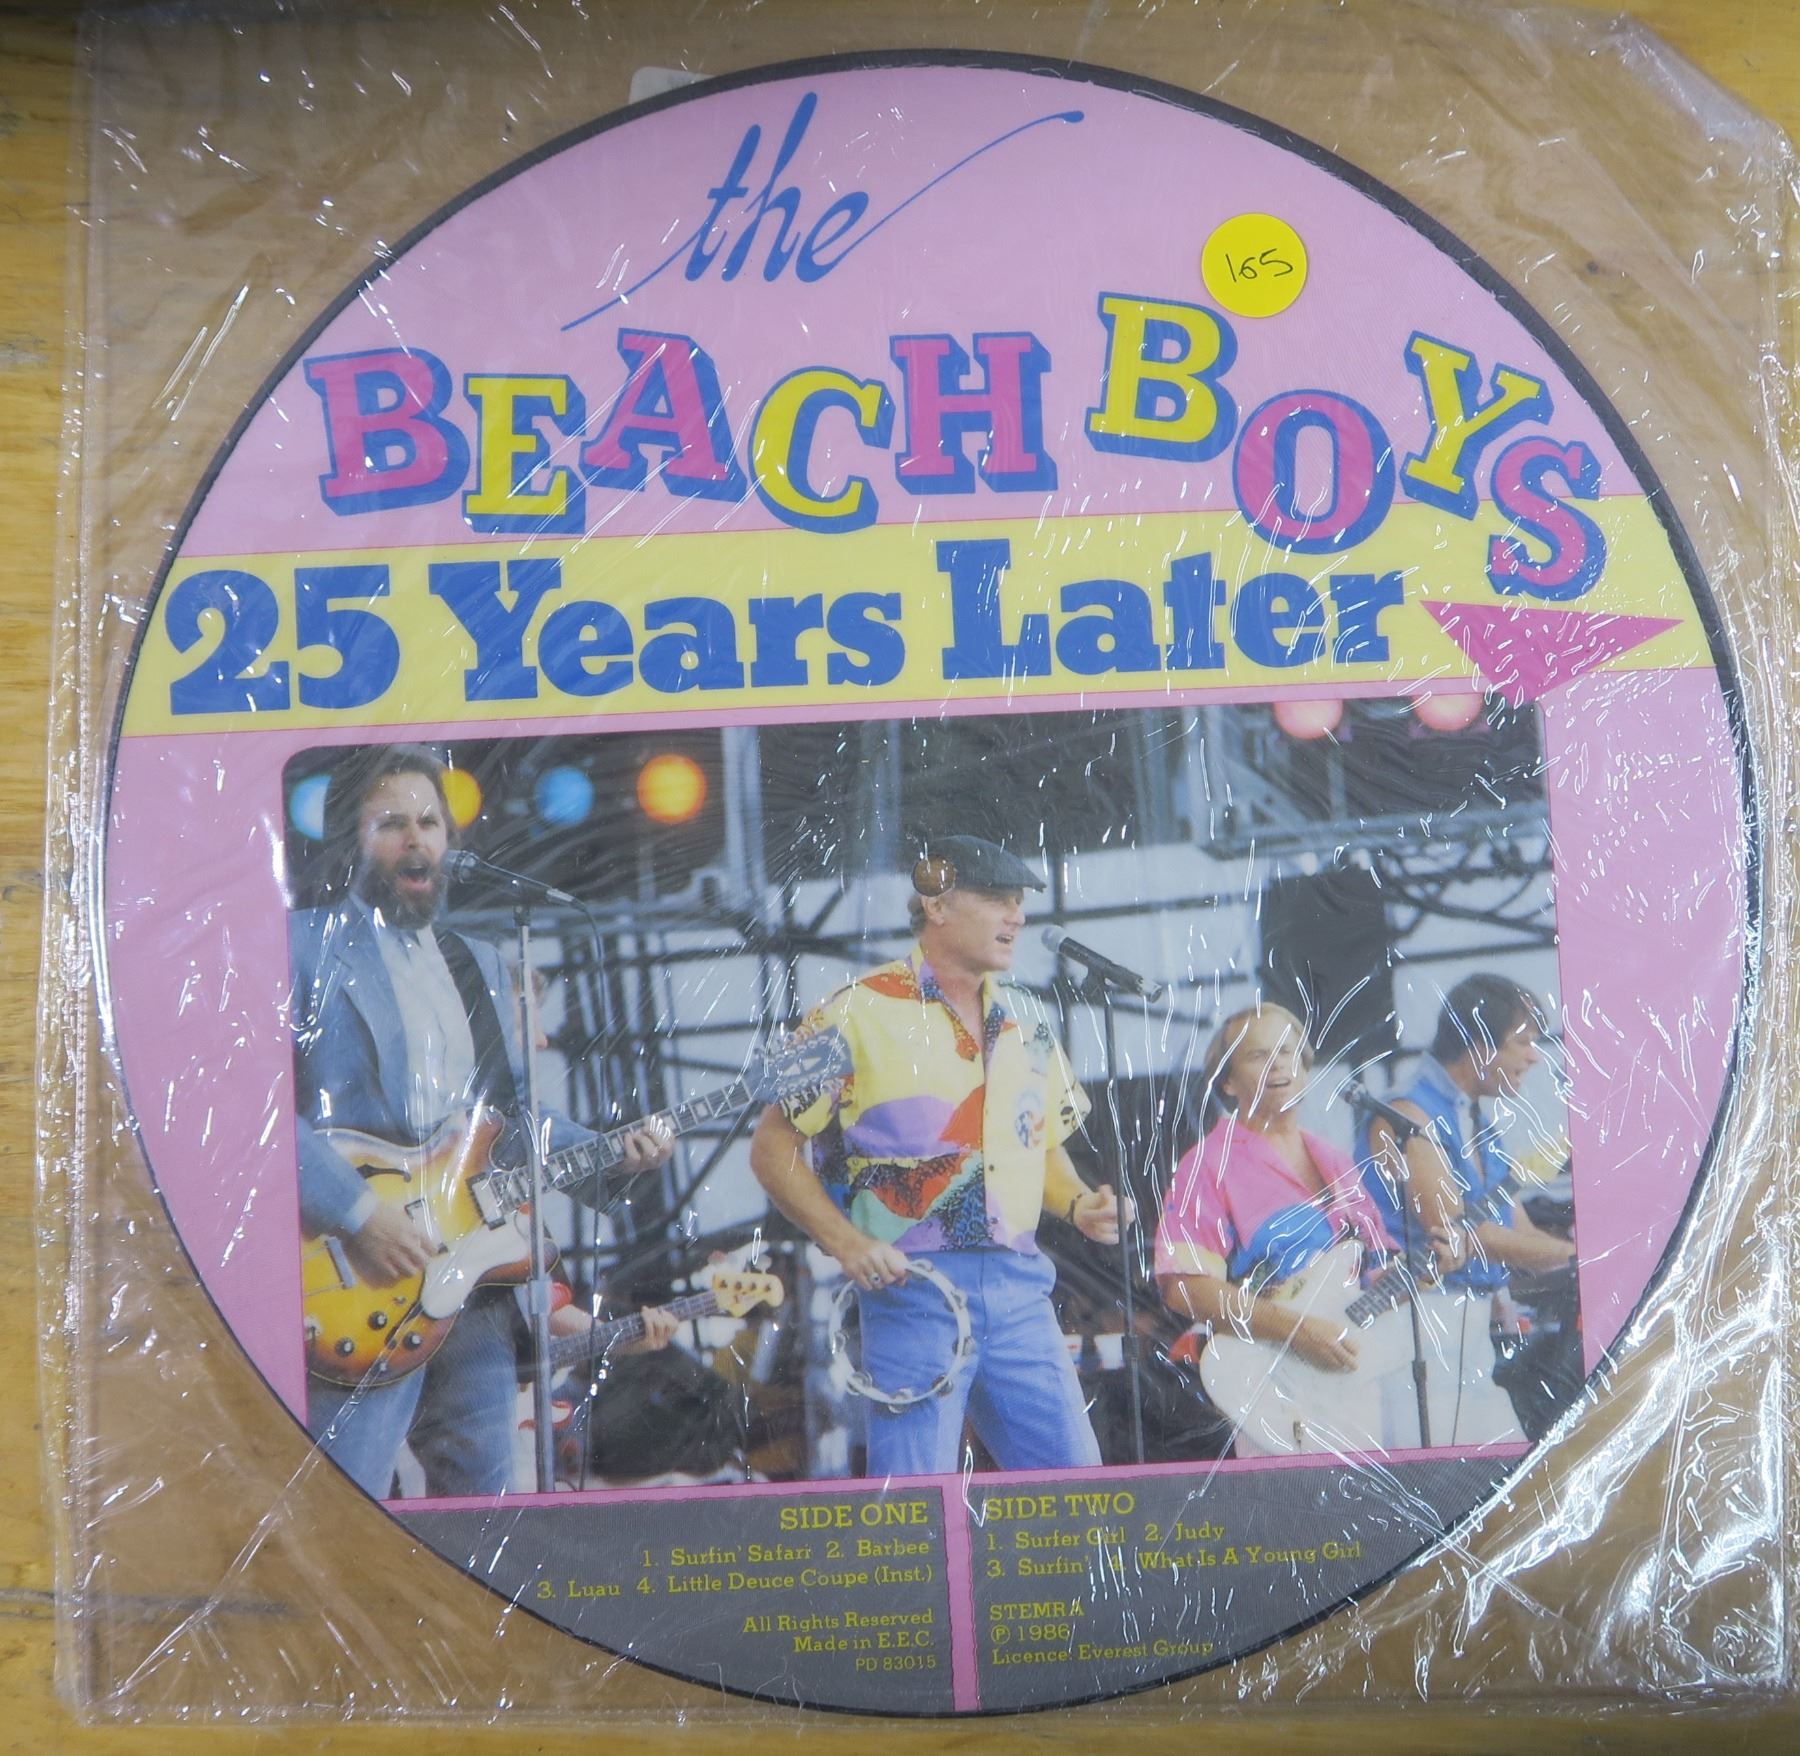 the
165
BEACH BOYS
25 Years Later
SIDE ONE
1. Surfin' Safari 2. Barbee
3. Luau 4. Little Deuce Coupe (Inst.)
All Rights Reserved
Made in E.E.C.
PD 83015
SIDE TWO
1. Surfer Girl 2. Judy
3. Surfin' 4. What Is A Young Girl
STEMRA
℗ 1986
Licence: Everest Group